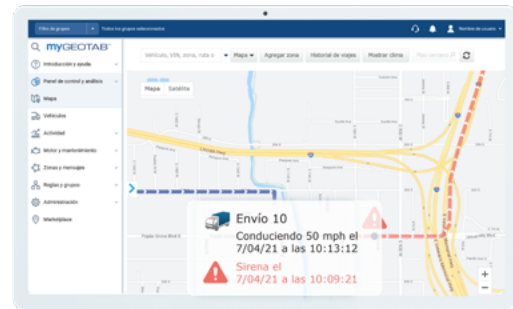 Filtro de grupos
Todos los grupos seleccionados
Nombre de usuario
myGEOTAB
Introducción y ayuda
Panel de control y análisis
Mapa
Vehículos
Actividad
Motor y mantenimiento
Zonas y mensajes
Reglas y grupos
Administración
Marketplace
Vehículo, VIN, zona, ruta o
Mapa
Agregar zona
Historial de viajes
Mostrar clima
Mapa Satélite
Envío 10
Conduciendo 50 mph el
7/04/21 a las 10:13:12
Sirena el
7/04/21 a las 10:09:21
+
−